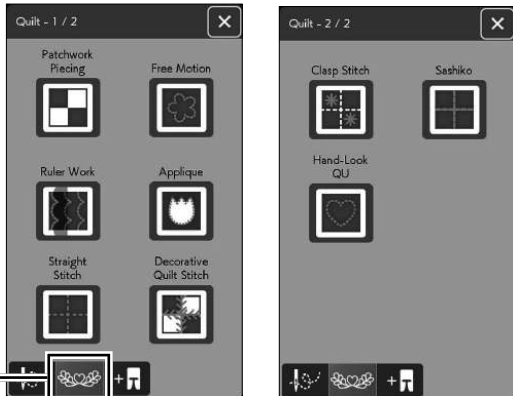 Quilt - 1 / 2
Patchwork
Piecing
Free Motion
Ruler Work
Applique
Straight
Stitch
Decorative
Quilt Stitch
Quilt - 2 / 2
Clasp Stitch
Sashiko
Hand-Look
QU